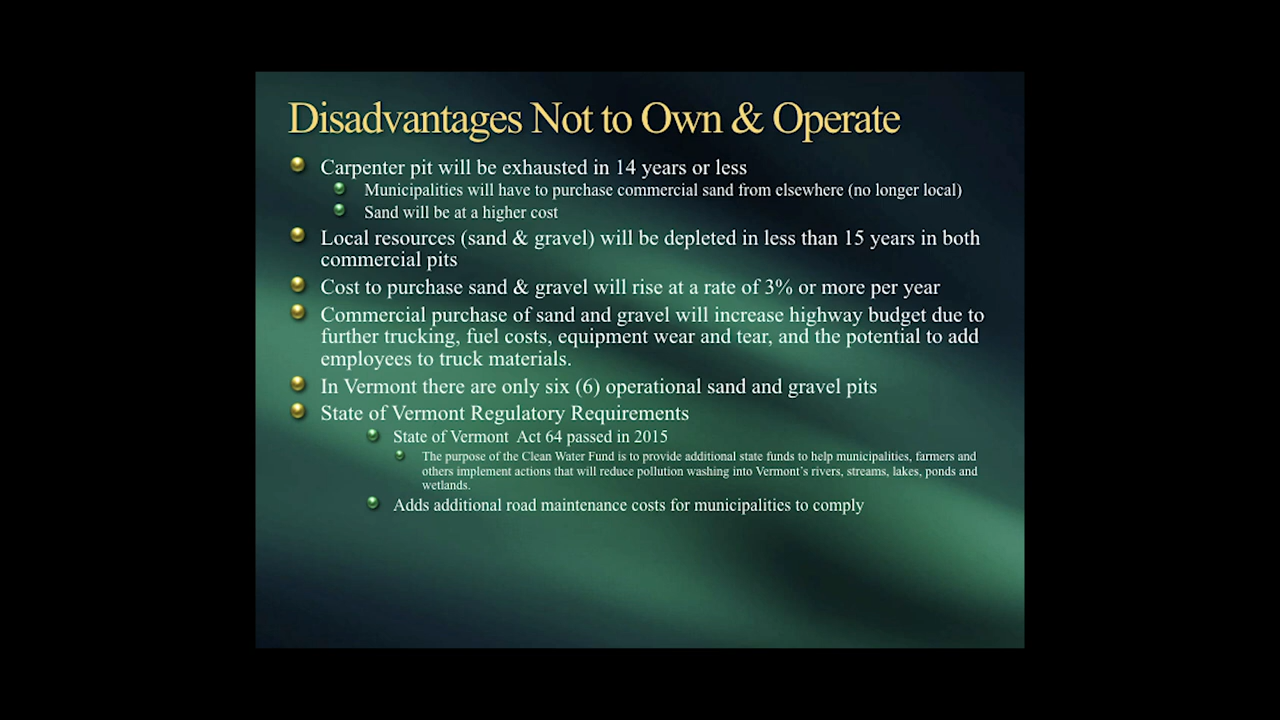 Disadvantages Not to Own & Operate
Carpenter pit will be exhausted in 14 years or less
Municipalities will have to purchase commercial sand from elsewhere (no longer local)
Sand will be at a higher cost
Local resources (sand & gravel) will be depleted in less than 15 years in both
commercial pits
Cost to purchase sand & gravel will rise at a rate of 3% or more per year
Commercial purchase of sand and gravel will increase highway budget due to
further trucking, fuel costs, equipment wear and tear, and the potential to add
employees to truck materials.
In Vermont there are only six (6) operational sand and gravel pits
State of Vermont Regulatory Requirements
State of Vermont Act 64 passed in 2015
The purpose of the Clean Water Fund is to provide additional state funds to help municipalities, farmers and
others implement actions that will reduce pollution washing into Vermont's rivers, streams, lakes, ponds and
wetlands.
Adds additional road maintenance costs for municipalities to comply